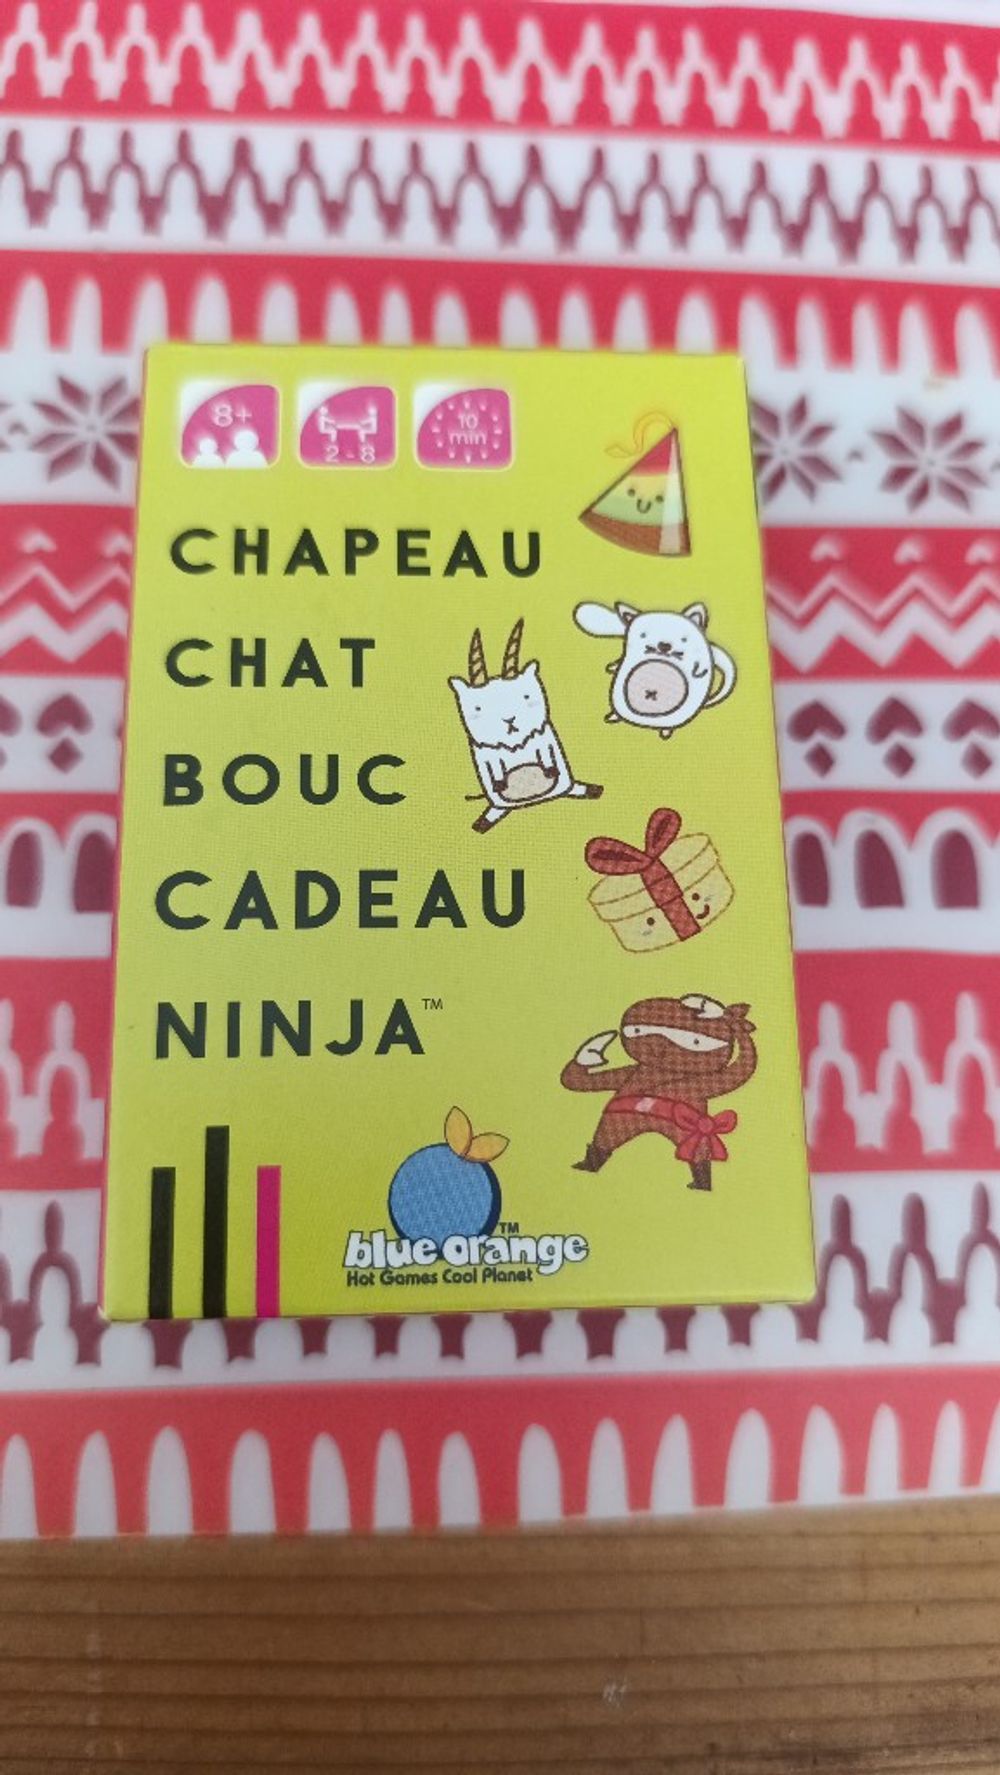 8+
2 - 8
10
min
CHAPEAU
CHAT
BOUC
CADEAU
NINJA™
blue orange™
Hot Games Cool Planet